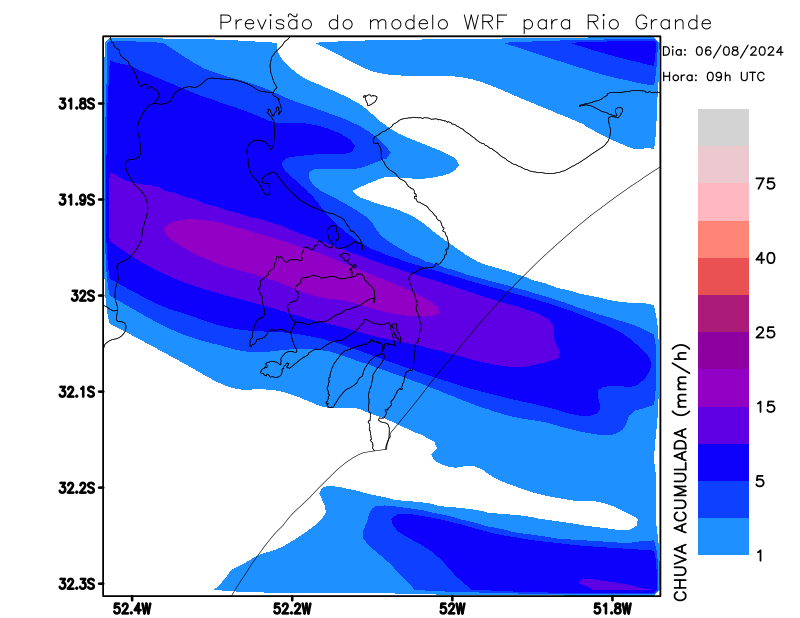 Previsão do modelo WRF para Rio Grande
Dia: 06/08/2024
Hora: 09h UTC
31.8S
31.9S
32S
32.1S
32.2S
32.3S
52.4W 52.2W 52W 51.8W
75
40
25
15
5
1
CHUVA ACUMULADA (mm/h)